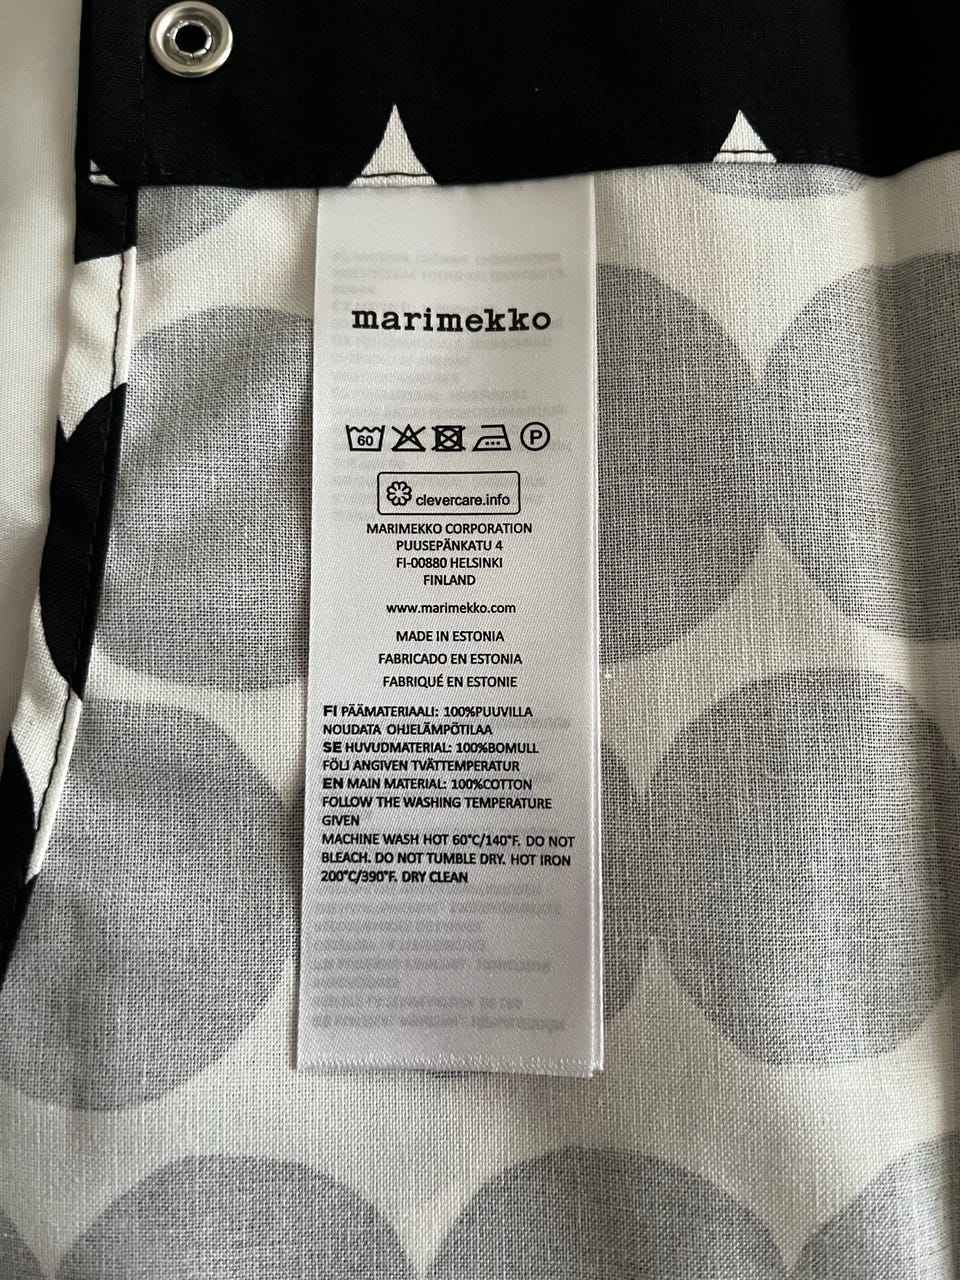 marimekko
60 P
clevercare.info
MARIMEKKO CORPORATION
PUUSEPÄNKATU 4
FI-00880 HELSINKI
FINLAND
www.marimekko.com
MADE IN ESTONIA
FABRICADO EN ESTONIA
FABRIQUÉ EN ESTONIE
FI PÄÄMATERIAALI: 100%PUUVILLA
NOUDATA OHJELÄMPÖTILAA
SE HUVUDMATERIAL: 100%BOMULL
FÖLJ ANGIVEN TVÄTTEMPERATUR
EN MAIN MATERIAL: 100%COTTON
FOLLOW THE WASHING TEMPERATURE
GIVEN
MACHINE WASH HOT 60°C/140°F. DO NOT
BLEACH. DO NOT TUMBLE DRY. HOT IRON
200°C/390°F. DRY CLEAN